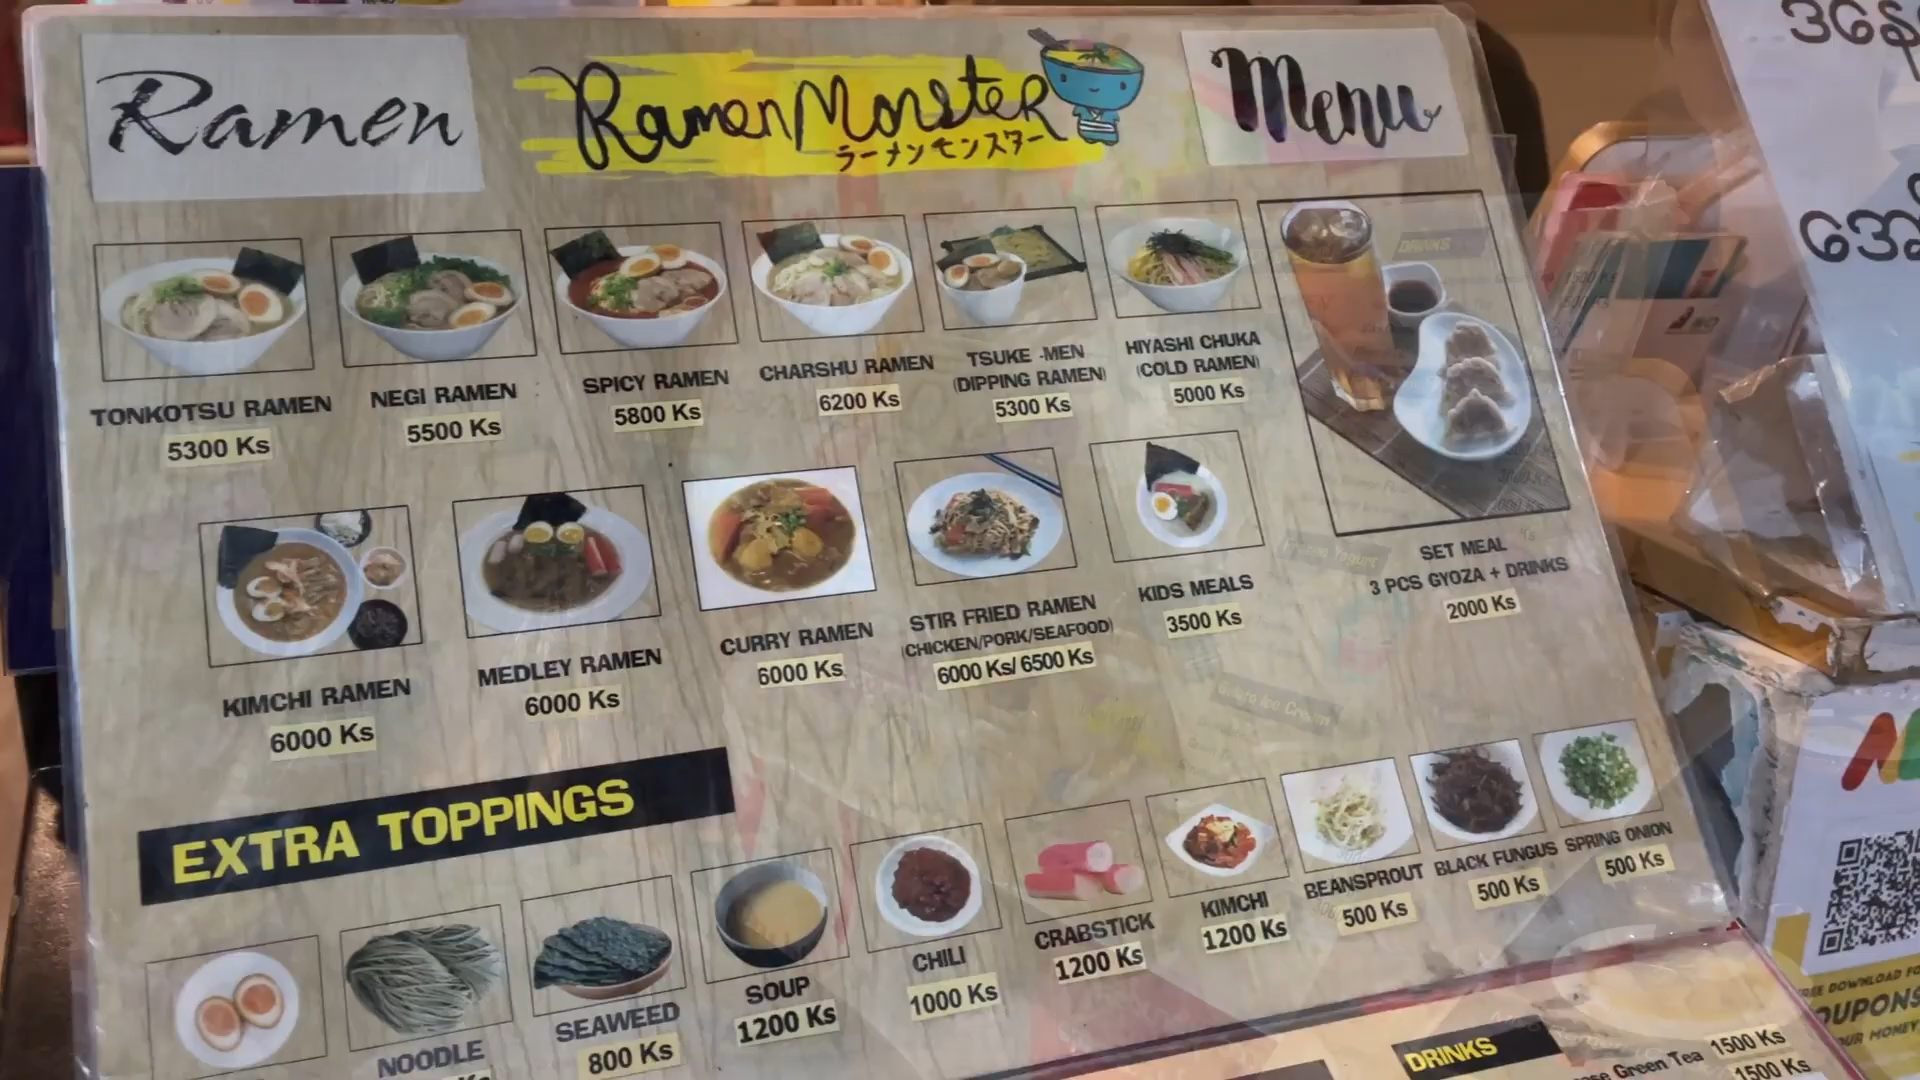 Ramen
RamenMonsteR
ラーメンモンスター
Menu
TONKOTSU RAMEN
5300 Ks
NEGI RAMEN
5500 Ks
SPICY RAMEN
5800 Ks
CHARSHU RAMEN
6200 Ks
TSUKE -MEN
(DIPPING RAMEN)
5300 Ks
HIYASHI CHUKA
(COLD RAMEN)
5000 Ks
SET MEAL
3 PCS GYOZA + DRINKS
2000 Ks
KIMCHI RAMEN
6000 Ks
MEDLEY RAMEN
6000 Ks
CURRY RAMEN
6000 Ks
STIR FRIED RAMEN
(CHICKEN/PORK/SEAFOOD)
6000 Ks/ 6500 Ks
KIDS MEALS
3500 Ks
EXTRA TOPPINGS
NOODLE
SEAWEED
800 Ks
SOUP
1200 Ks
CHILI
1000 Ks
CRABSTICK
1200 Ks
KIMCHI
1200 Ks
BEANSPROUT
500 Ks
BLACK FUNGUS
500 Ks
SPRING ONION
500 Ks
DRINKS
Green Tea 1500 Ks
1500 Ks
DOWNLOAD
MONEY